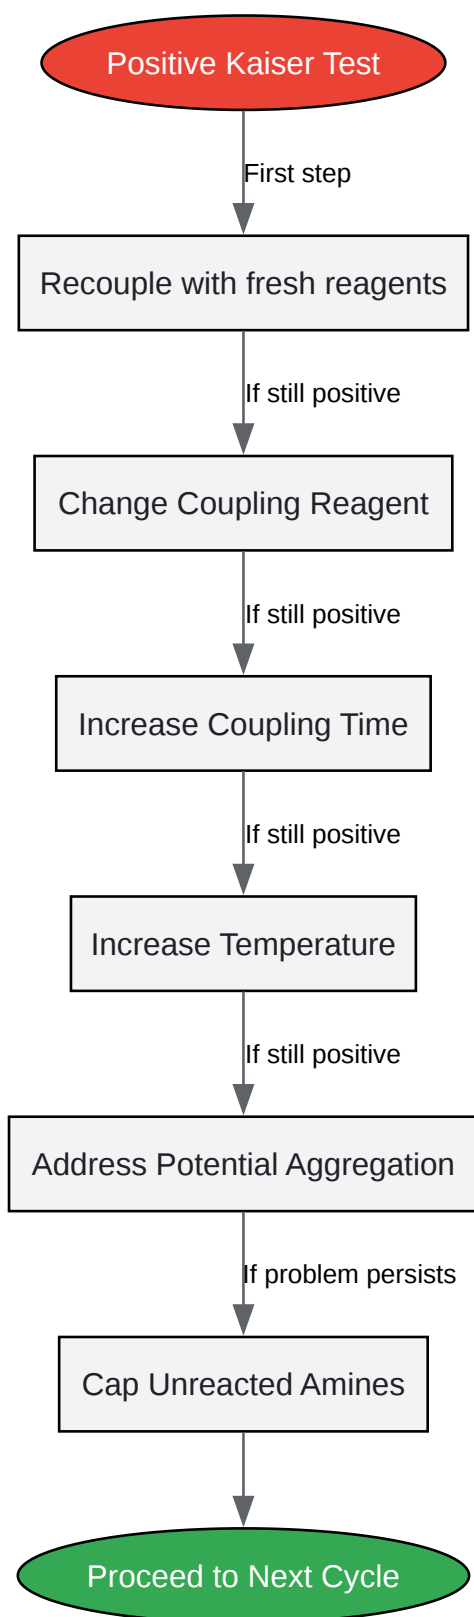 Positive Kaiser Test
First step
Recouple with fresh reagents
If still positive
Change Coupling Reagent
If still positive
Increase Coupling Time
If still positive
Increase Temperature
If still positive
Address Potential Aggregation
If problem persists
Cap Unreacted Amines
Proceed to Next Cycle